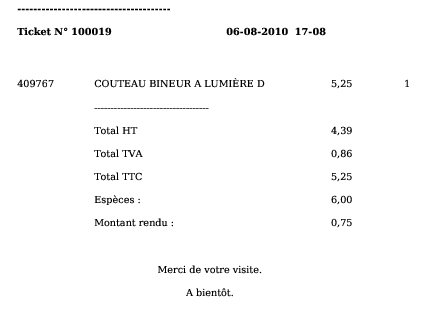 --------------------------------------
Ticket N° 100019 06-08-2010 17-08
409767 COUTEAU BINEUR A LUMIÈRE D 5,25 1
-----------------------------------
Total HT 4,39
Total TVA 0,86
Total TTC 5,25
Espèces : 6,00
Montant rendu : 0,75
Merci de votre visite.
A bientôt.